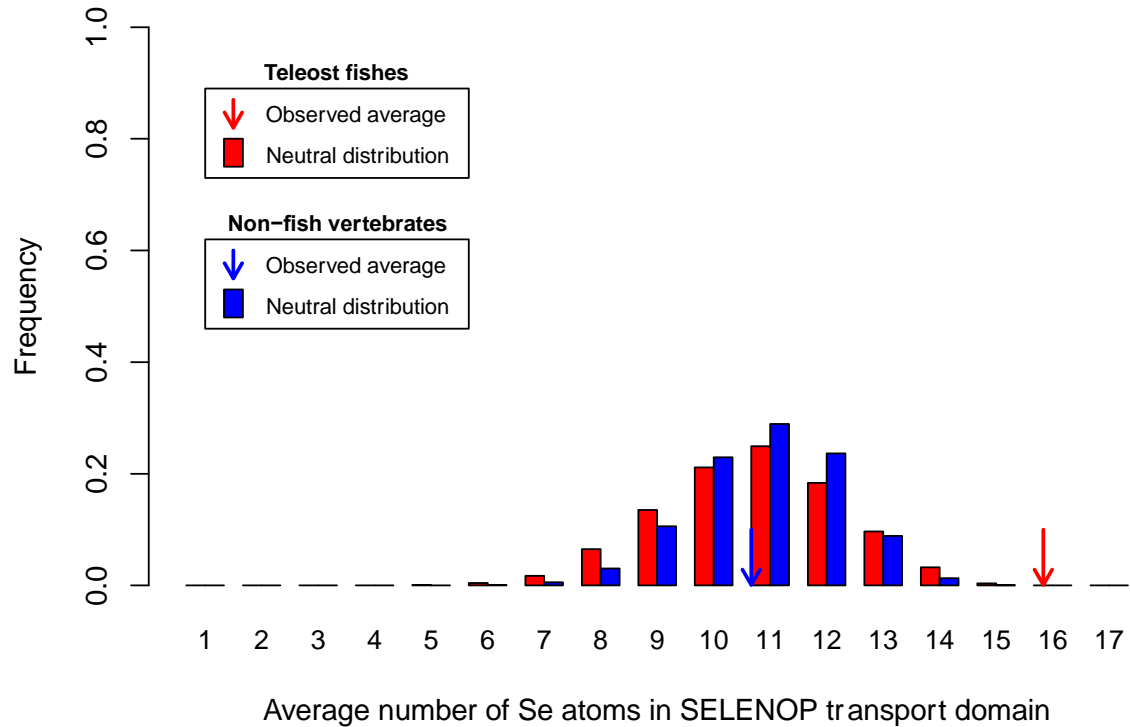 Teleost fishes
Observed average
Neutral distribution
Non−fish vertebrates
Observed average
Neutral distribution
Frequency
1.0
0.8
0.6
0.4
0.2
0.0
1 2 3 4 5 6 7 8 9 10 11 12 13 14 15 16 17
Average number of Se atoms in SELENOP transport domain